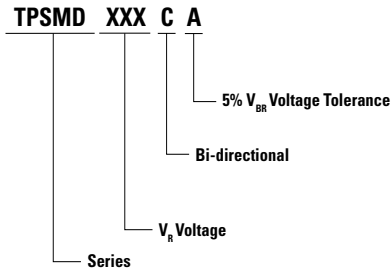 TPSMD XXX C A
5% VBR Voltage Tolerance
Bi-directional
VR Voltage
Series